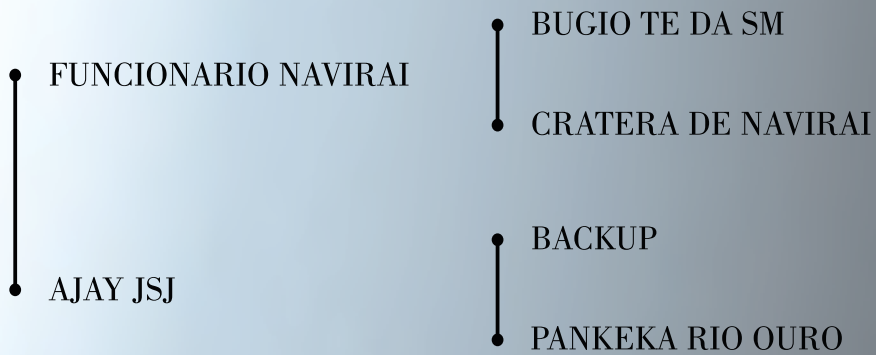 FUNCIONARIO NAVIRAI
AJAY JSJ
BUGIO TE DA SM
CRATERA DE NAVIRAI
BACKUP
PANKEKA RIO OURO